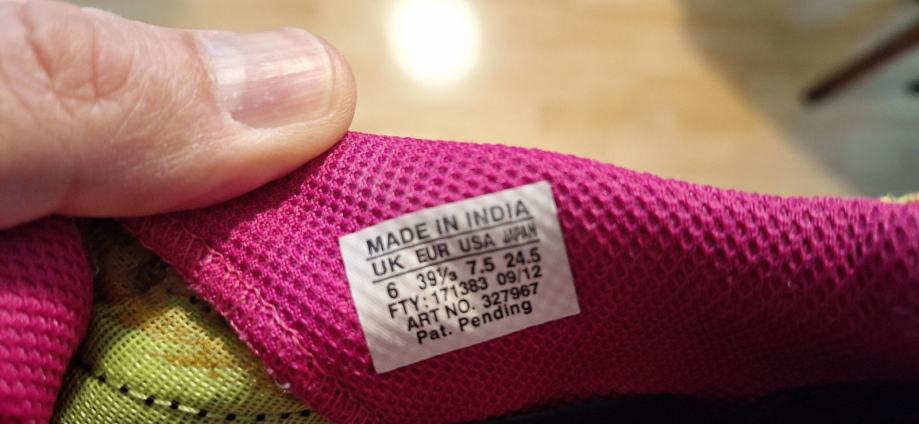 MADE IN INDIA
UK EUR USA JAPAN
6 39⅓ 7.5 24.5
FTY: 171383 09/12
ART NO. 327967
Pat. Pending